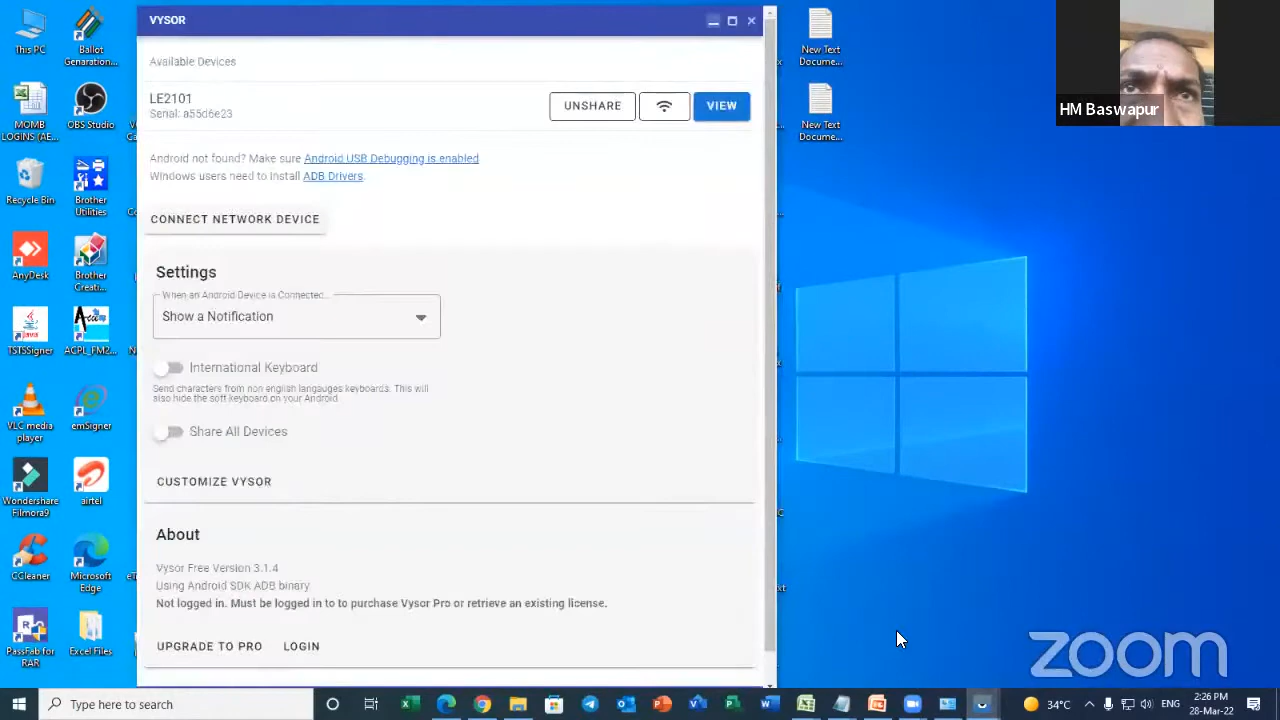 VYSOR
Available Devices
LE2101
Serial: a55d6e23
UNSHARE
VIEW
Android not found? Make sure Android USB Debugging is enabled
Windows users need to install ADB Drivers.
CONNECT NETWORK DEVICE
Settings
When an Android Device is Connected...
Show a Notification
International Keyboard
Send characters from non english langauges keyboards. This will
also hide the soft keyboard on your Android.
Share All Devices
CUSTOMIZE VYSOR
About
Vysor Free Version 3.1.4
Using Android SDK ADB binary
Not logged in. Must be logged in to to purchase Vysor Pro or retrieve an existing license.
UPGRADE TO PRO
LOGIN
This PC
Ballot
Genaration...
MOMB
LOGINS (AE...
OBS Studio
Recycle Bin
Brother
Utilities
AnyDesk
Brother
Creati...
TSTSSigner
ACPL_FM2...
VLC media
player
emSigner
Wondershare
Filmora9
airtel
CCleaner
Microsoft
Edge
PassFab for
RAR
Excel Files
New Text
Docume...
New Text
Docume...
HM Baswapur
zoom
Type here to search
34°C
ENG
2:26 PM
28-Mar-22